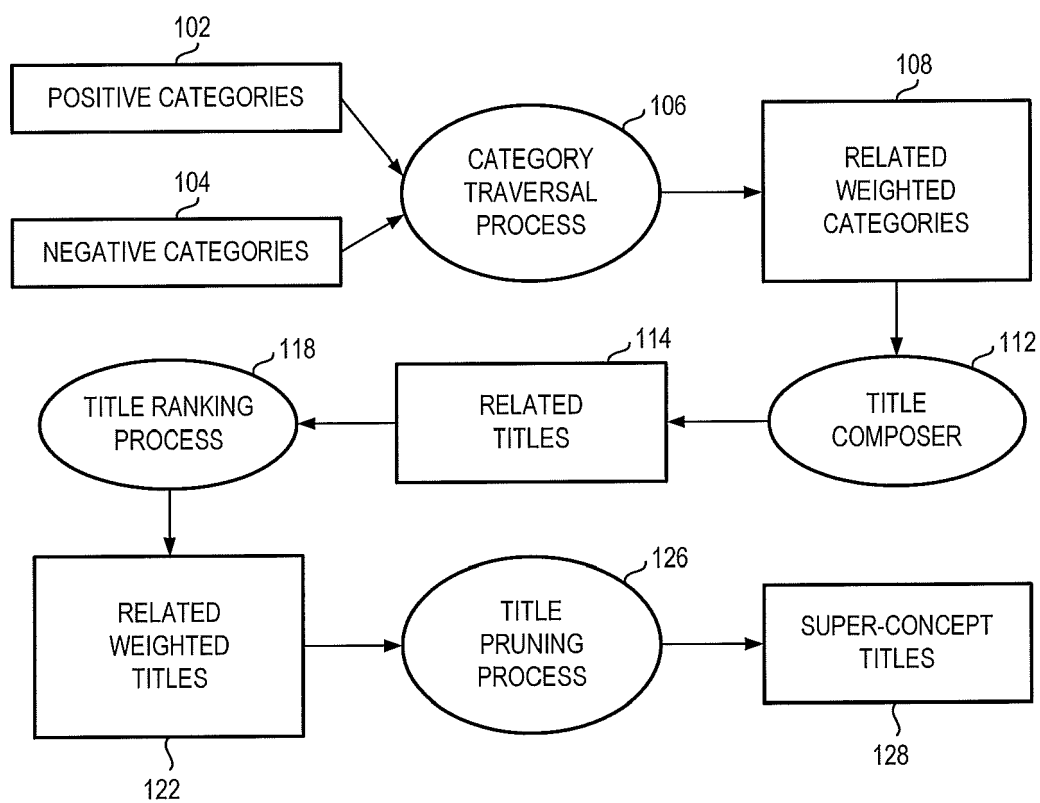 102
POSITIVE CATEGORIES
104
NEGATIVE CATEGORIES
106
CATEGORY
TRAVERSAL
PROCESS
108
RELATED
WEIGHTED
CATEGORIES
118
TITLE RANKING
PROCESS
114
RELATED
TITLES
112
TITLE
COMPOSER
RELATED
WEIGHTED
TITLES
122
126
TITLE
PRUNING
PROCESS
SUPER-CONCEPT
TITLES
128